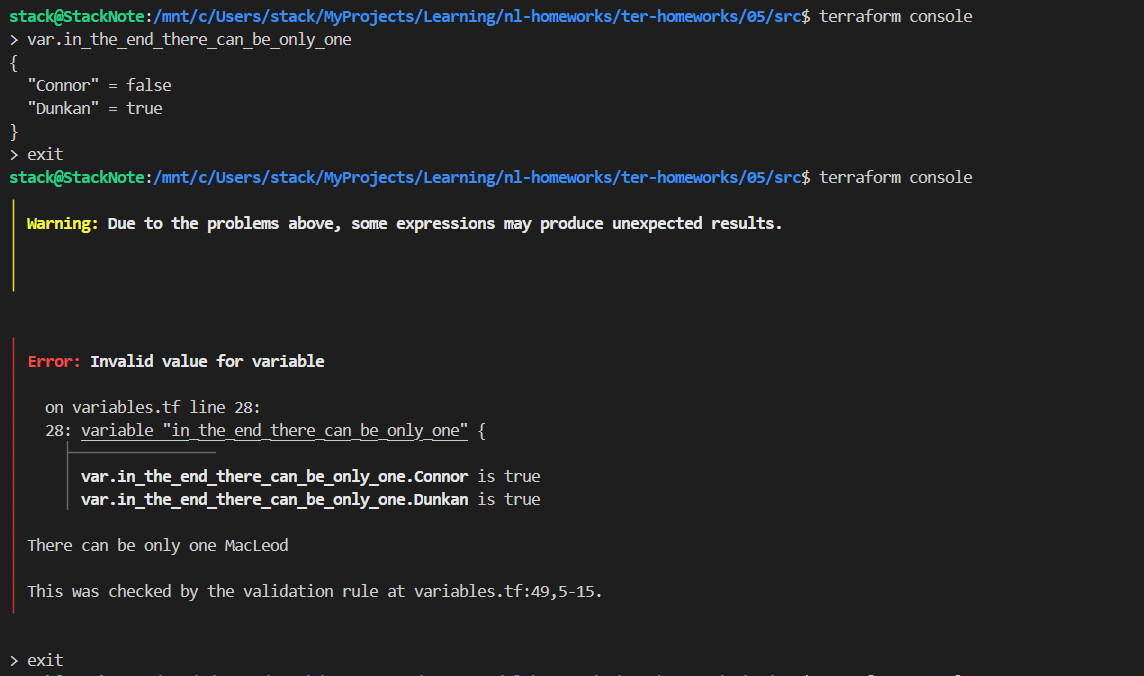 stack@StackNote:/mnt/c/Users/stack/MyProjects/Learning/nl-homeworks/ter-homeworks/05/src$ terraform console
> var.in_the_end_there_can_be_only_one
{
  "Connor" = false
  "Dunkan" = true
}
> exit
stack@StackNote:/mnt/c/Users/stack/MyProjects/Learning/nl-homeworks/ter-homeworks/05/src$ terraform console
Warning: Due to the problems above, some expressions may produce unexpected results.
Error: Invalid value for variable
  on variables.tf line 28:
  28: variable "in_the_end_there_can_be_only_one" {
var.in_the_end_there_can_be_only_one.Connor is true
var.in_the_end_there_can_be_only_one.Dunkan is true
There can be only one MacLeod
This was checked by the validation rule at variables.tf:49,5-15.
> exit